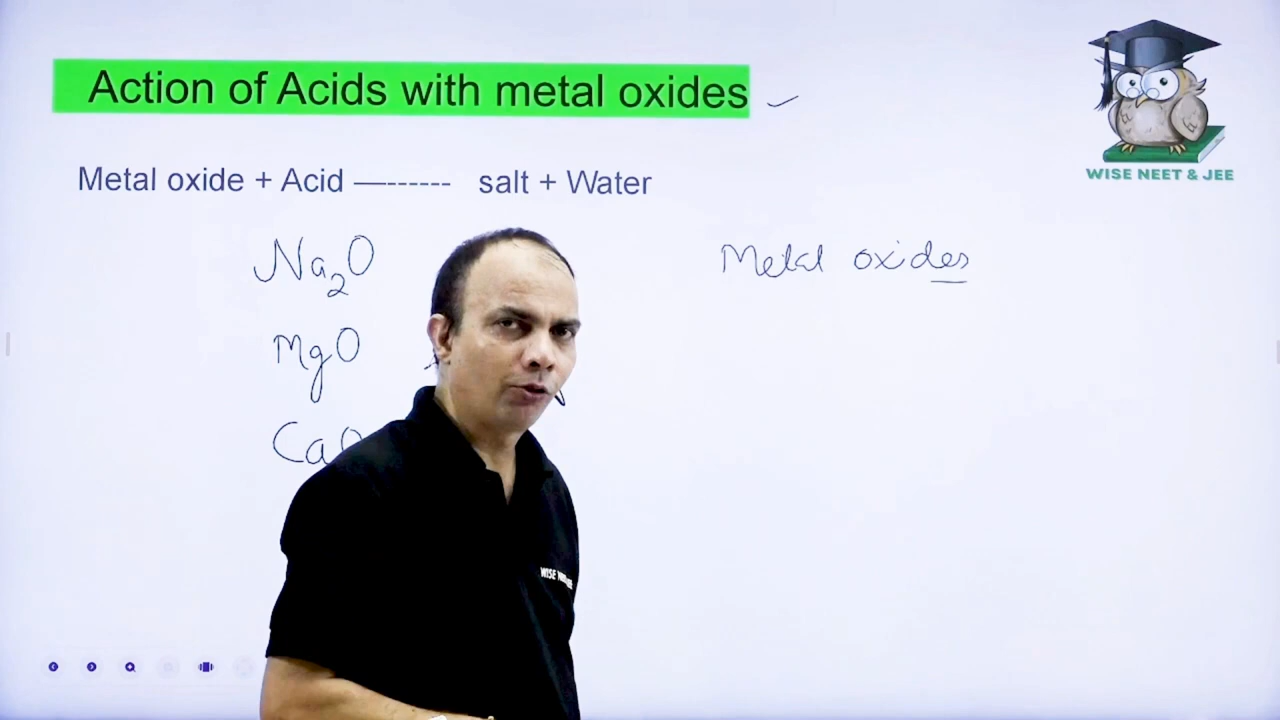 Action of Acids with metal oxides
WISE NEET & JEE
Metal oxide + Acid —------ salt + Water
Na₂O
Metal oxides
MgO
CaO
WISE